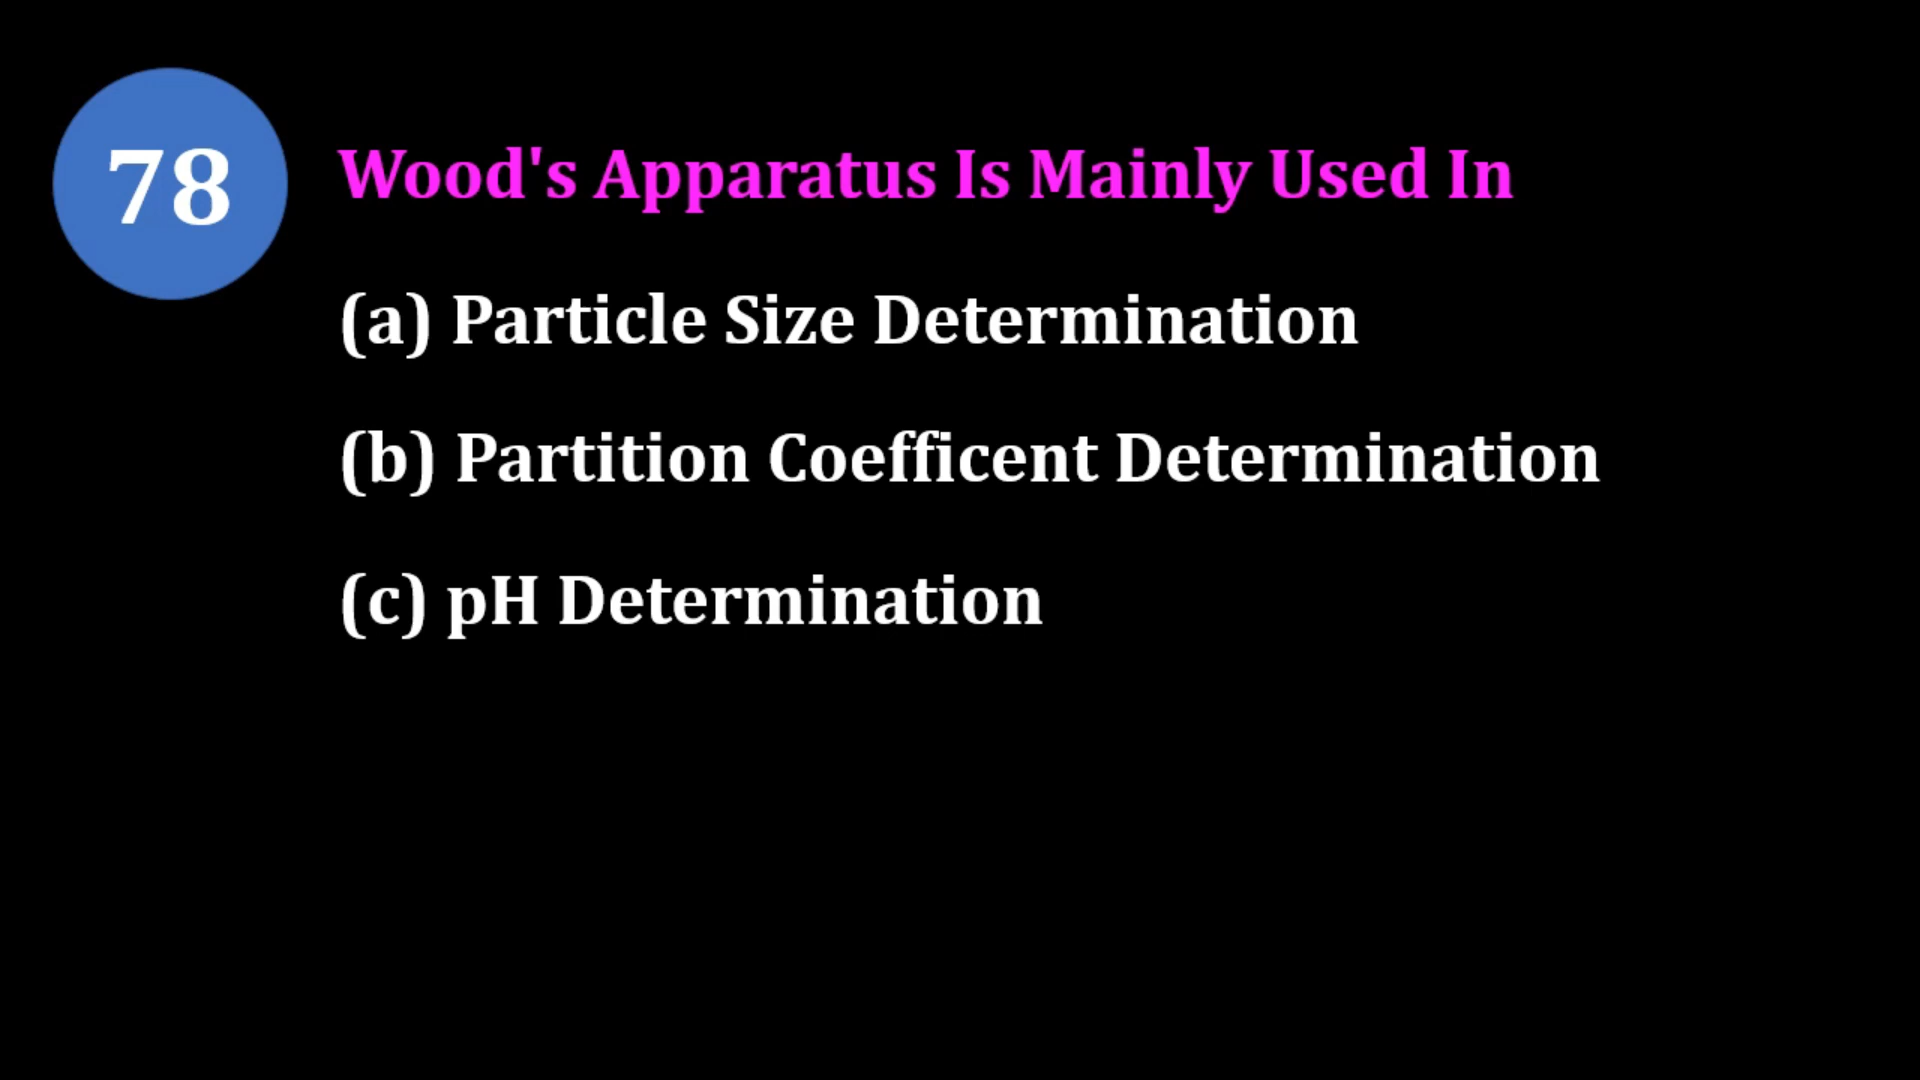 78
Wood's Apparatus Is Mainly Used In
(a) Particle Size Determination
(b) Partition Coefficent Determination
(c) pH Determination